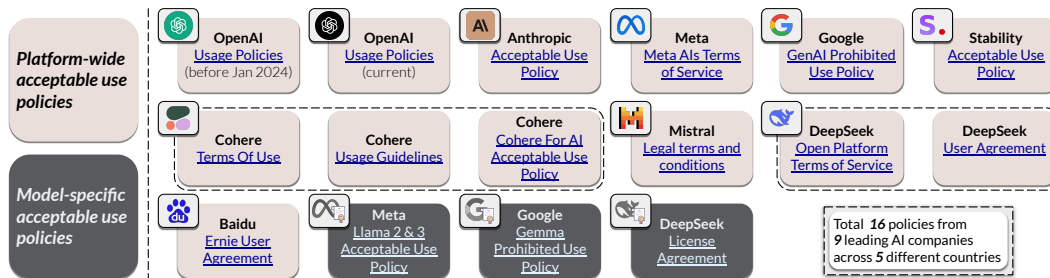 Platform-wide
acceptable use
policies
OpenAI
Usage Policies
(before Jan 2024)
OpenAI
Usage Policies
(current)
Anthropic
Acceptable Use
Policy
Meta
Meta AIs Terms
of Service
Google
GenAI Prohibited
Use Policy
Stability
Acceptable Use
Policy
Cohere
Terms Of Use
Cohere
Usage Guidelines
Cohere
Cohere For AI
Acceptable Use
Policy
Mistral
Legal terms and
conditions
DeepSeek
Open Platform
Terms of Service
DeepSeek
User Agreement
Model-specific
acceptable use
policies
du
Baidu
Ernie User
Agreement
Meta
Llama 2 & 3
Acceptable Use
Policy
Google
Gemma
Prohibited Use
Policy
DeepSeek
License
Agreement
Total 16 policies from
9 leading AI companies
across 5 different countries